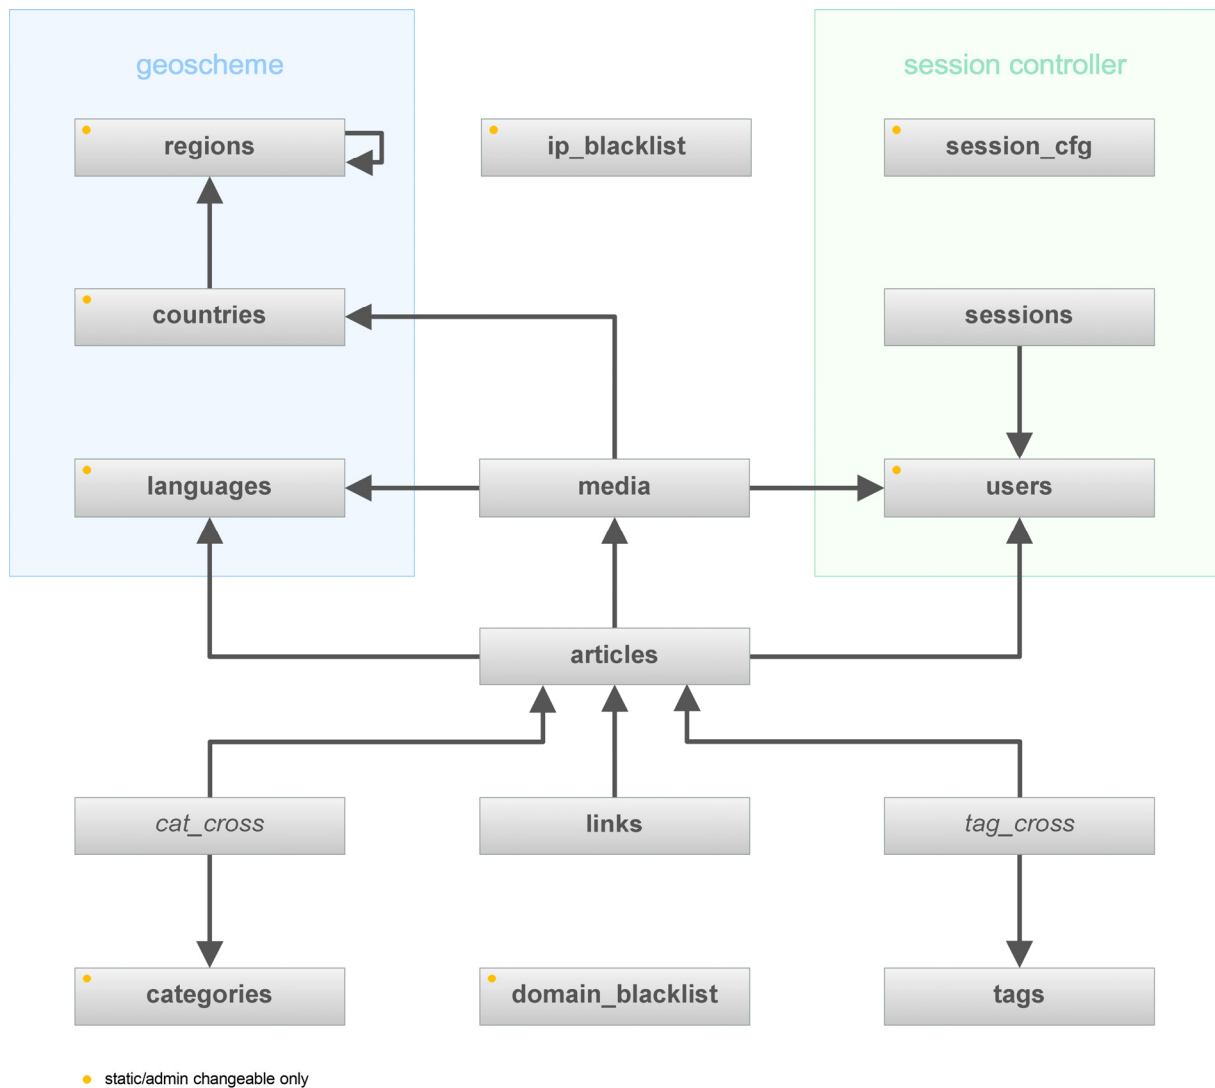 geoscheme
session controller
regions
ip_blacklist
session_cfg
countries
sessions
languages
media
users
articles
cat_cross
links
tag_cross
categories
domain_blacklist
tags
static/admin changeable only